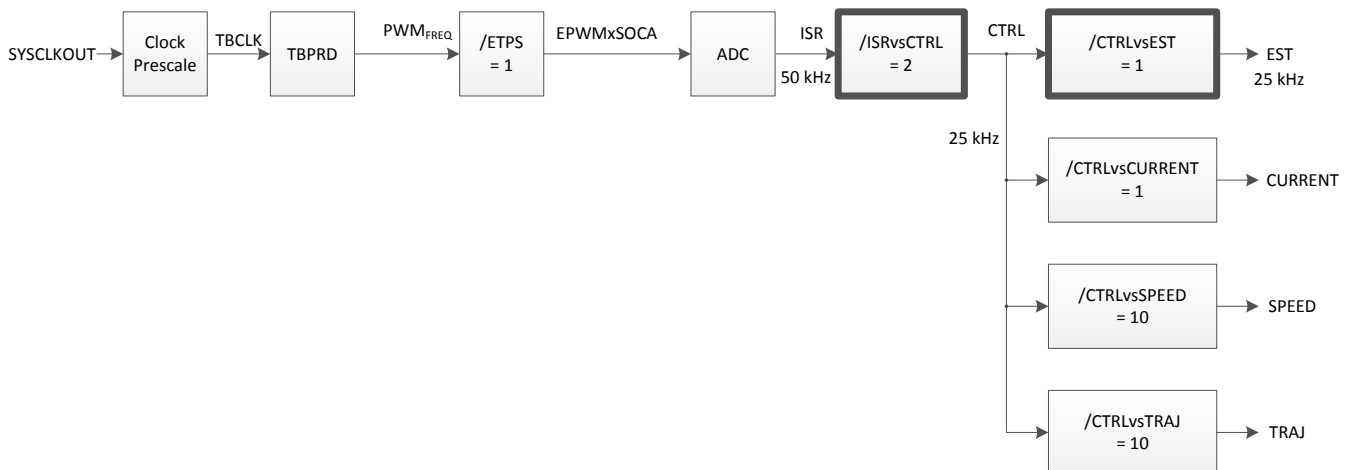 SYSCLKOUT
Clock
Prescale
TBCLK
TBPRD
PWMFREQ
/ETPS
= 1
EPWMxSOCA
ADC
ISR
50 kHz
/ISRvsCTRL
= 2
CTRL
25 kHz
/CTRLvsEST
= 1
EST
25 kHz
/CTRLvsCURRENT
= 1
CURRENT
/CTRLvsSPEED
= 10
SPEED
/CTRLvsTRAJ
= 10
TRAJ